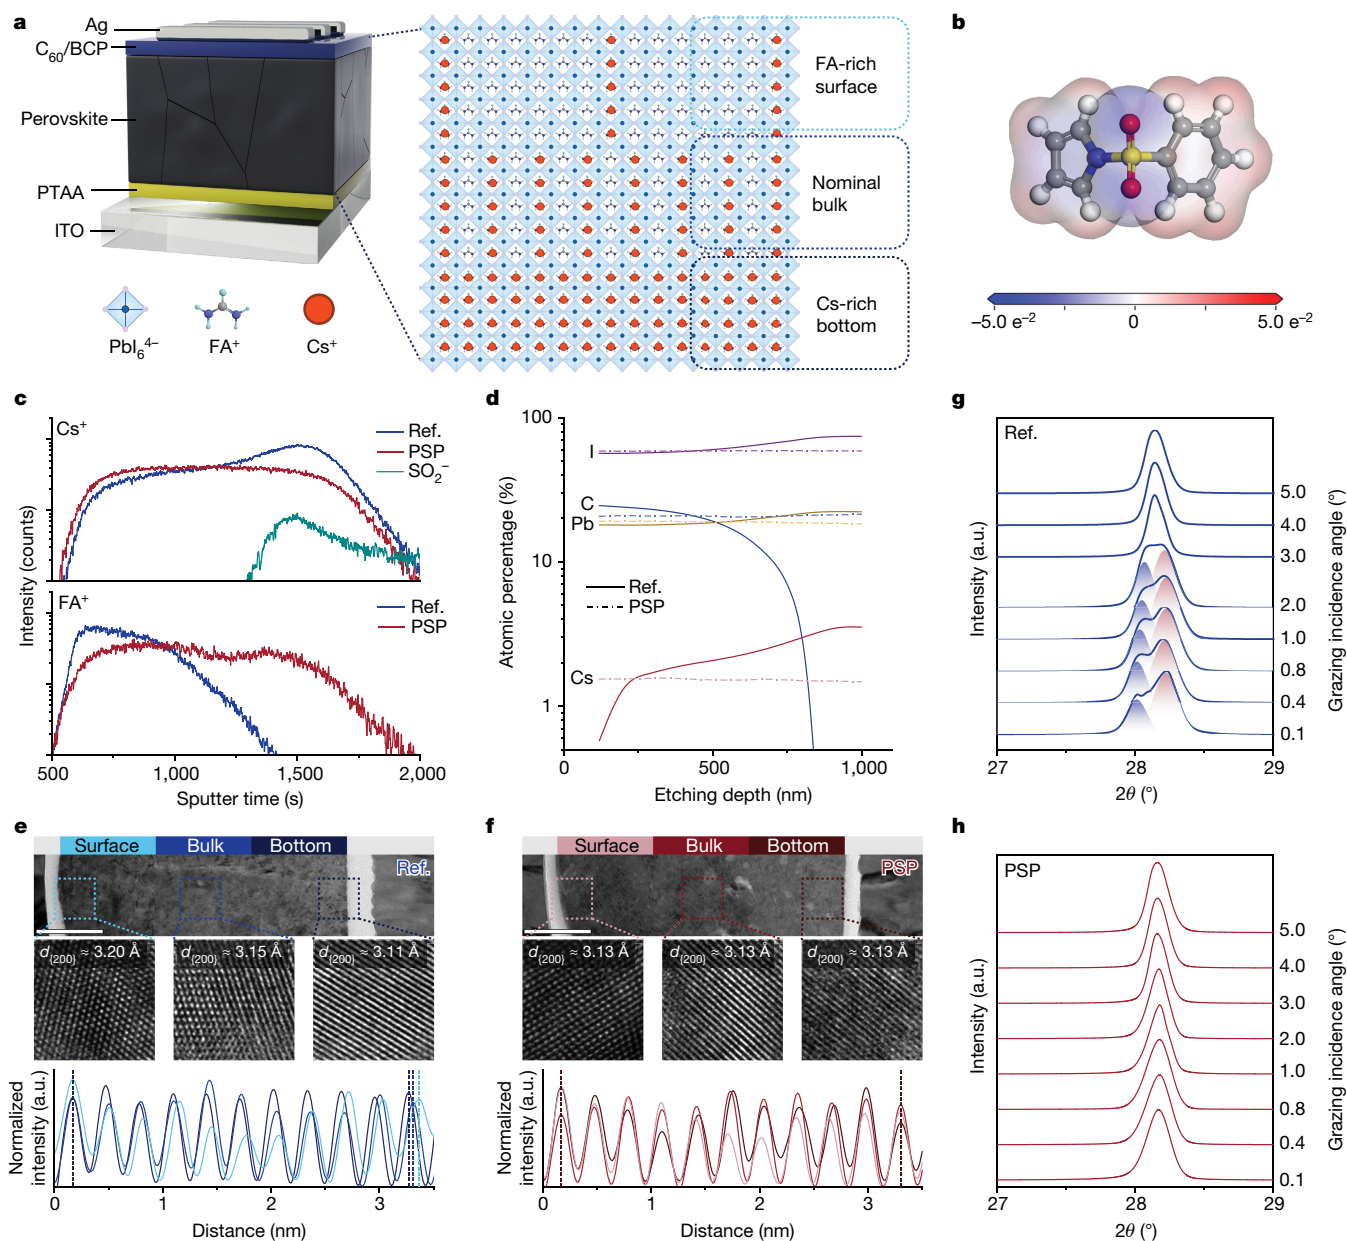 a
Ag
C60/BCP
Perovskite
PTAA
ITO
PbI6^4−
FA+
Cs+
FA-rich
surface
Nominal
bulk
Cs-rich
bottom
b
−5.0 e−2
0
5.0 e−2
c
Cs+
Ref.
PSP
SO2−
FA+
Ref.
PSP
Intensity (counts)
500
1,000
1,500
2,000
Sputter time (s)
d
100
10
1
I
C
Pb
Cs
Ref.
PSP
Atomic percentage (%)
0
500
1,000
Etching depth (nm)
g
Ref.
5.0
4.0
3.0
2.0
1.0
0.8
0.4
0.1
Intensity (a.u.)
Grazing incidence angle (°)
27
28
29
2θ (°)
e
Surface
Bulk
Bottom
Ref.
d{200} ≈ 3.20 Å
d{200} ≈ 3.15 Å
d{200} ≈ 3.11 Å
Normalized
intensity (a.u.)
0
1
2
3
Distance (nm)
f
Surface
Bulk
Bottom
PSP
d{200} ≈ 3.13 Å
d{200} ≈ 3.13 Å
d{200} ≈ 3.13 Å
Normalized
intensity (a.u.)
0
1
2
3
Distance (nm)
h
PSP
5.0
4.0
3.0
2.0
1.0
0.8
0.4
0.1
Intensity (a.u.)
Grazing incidence angle (°)
27
28
29
2θ (°)